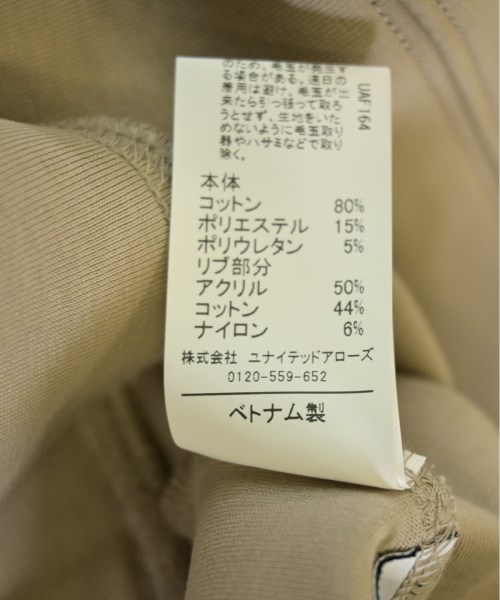 のため、毛玉が発生す
る場合がある。連日の
着用は避け、毛玉が出
来たら引っ張って取ろ
うとせず、生地をいた
めないように毛玉取り
器やハサミなどで取り
除く。
UAF164
本体
コットン 80%
ポリエステル 15%
ポリウレタン 5%
リブ部分
アクリル 50%
コットン 44%
ナイロン 6%
株式会社 ユナイテッドアローズ
0120-559-652
ベトナム製